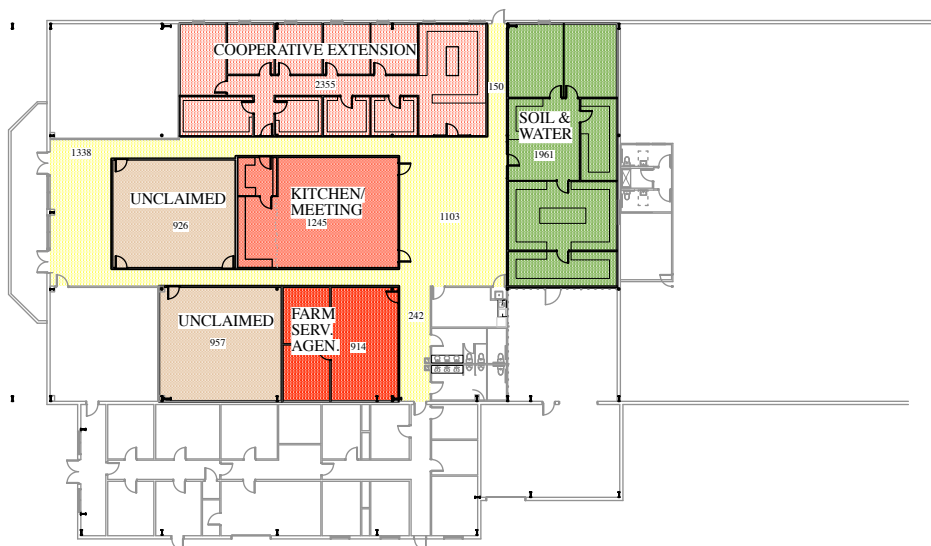 COOPERATIVE EXTENSION
2355
150
SOIL &
WATER
1961
1338
UNCLAIMED
926
KITCHEN/
MEETING
1245
1103
UNCLAIMED
957
FARM
SERV.
AGEN.
914
242